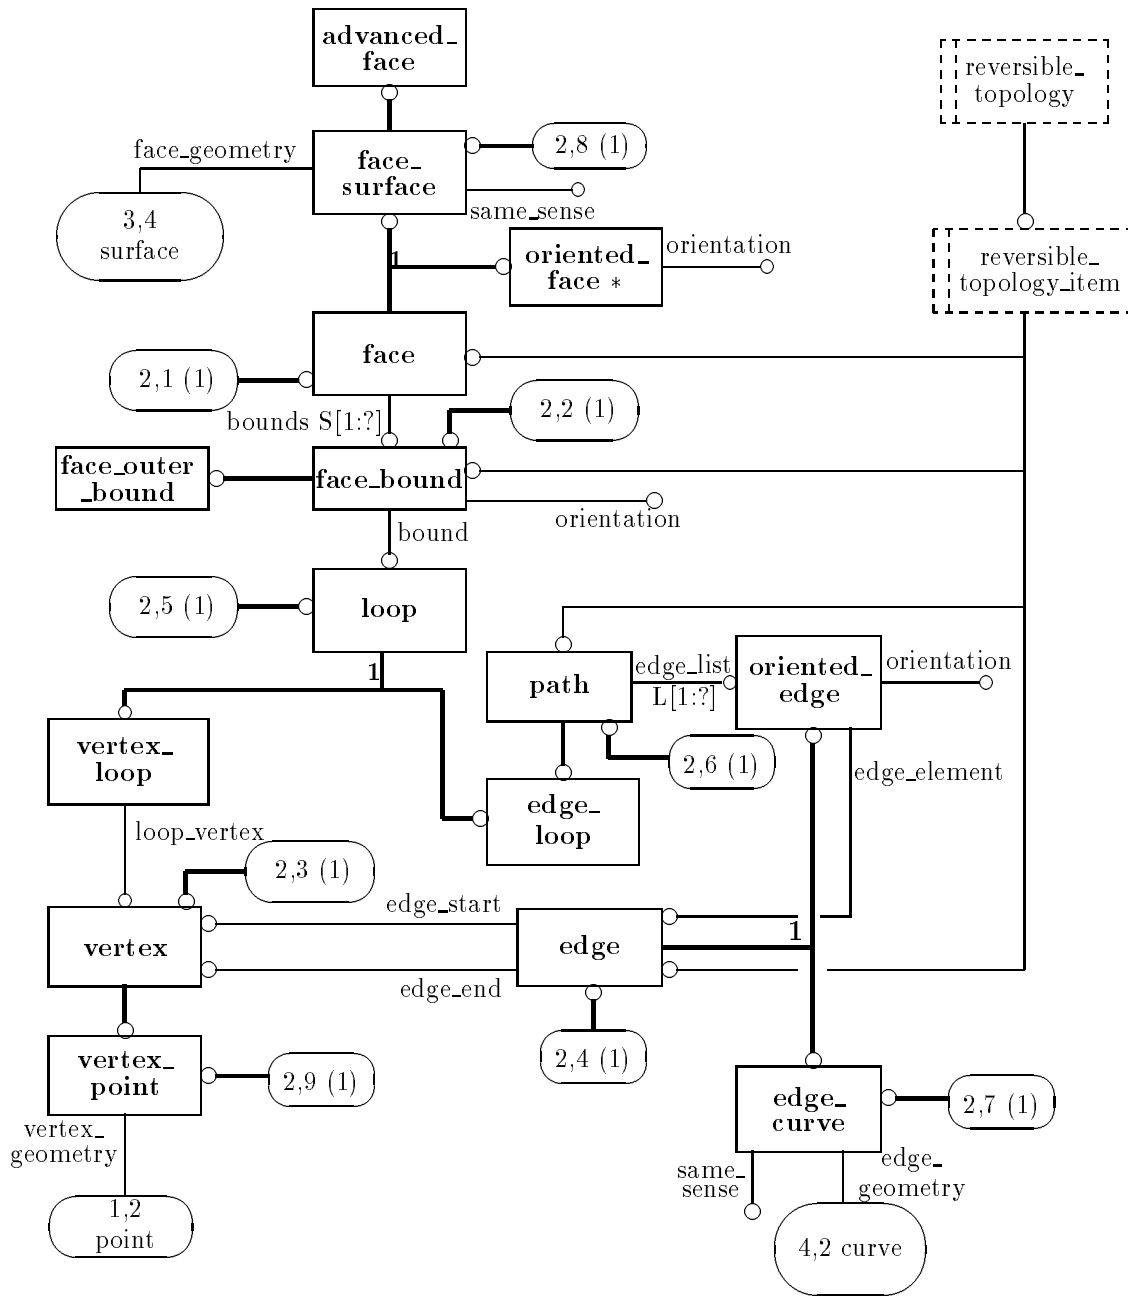 advanced_
face
reversible_
topology
face_geometry
face_
surface
2,8 (1)
same_sense
3,4
surface
1
oriented_
face *
orientation
reversible_
topology_item
face
2,1 (1)
bounds S[1:?]
2,2 (1)
face_outer
_bound
face_bound
orientation
bound
2,5 (1)
loop
1
path
edge_list
L[1:?]
oriented_
edge
orientation
vertex_
loop
2,6 (1)
edge_element
edge_
loop
loop_vertex
2,3 (1)
edge_start
vertex
edge
1
edge_end
vertex_
point
2,9 (1)
2,4 (1)
edge_
curve
2,7 (1)
vertex_
geometry
same_
sense
edge_
geometry
1,2
point
4,2 curve